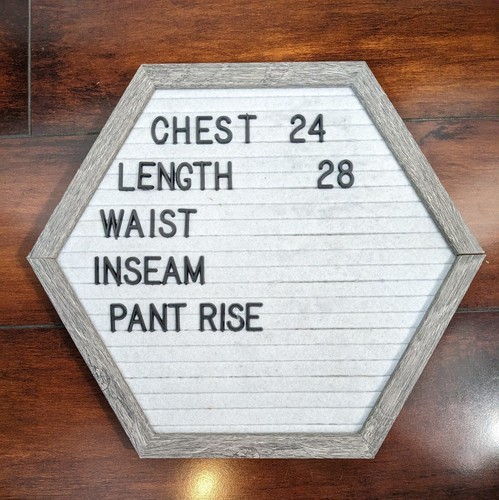 CHEST 24
LENGTH 28
WAIST
INSEAM
PANT RISE